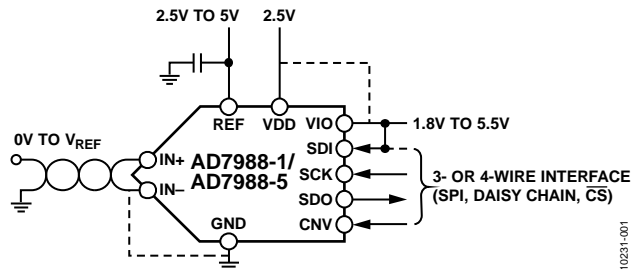 2.5V TO 5V
2.5V
REF
VDD
VIO
1.8V TO 5.5V
0V TO VREF
IN+
AD7988-1/
AD7988-5
IN–
SDI
SCK
SDO
CNV
3- OR 4-WIRE INTERFACE
(SPI, DAISY CHAIN, CS)
GND
10231-001